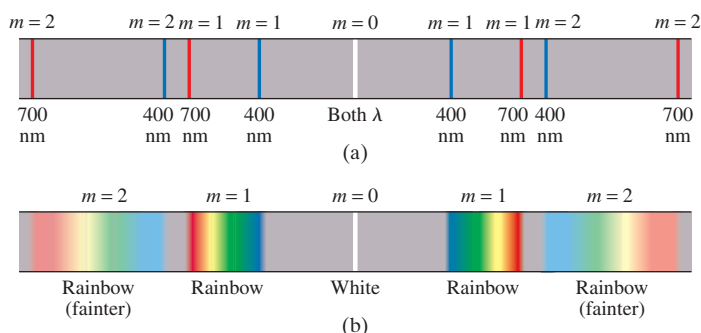 m = 2 m = 2 m = 1 m = 1 m = 0 m = 1 m = 1 m = 2 m = 2
700 400 700 400 Both λ 400 700 400 700
nm nm nm nm nm nm nm nm
(a)
m = 2 m = 1 m = 0 m = 1 m = 2
Rainbow Rainbow White Rainbow Rainbow
(fainter) (fainter)
(b)